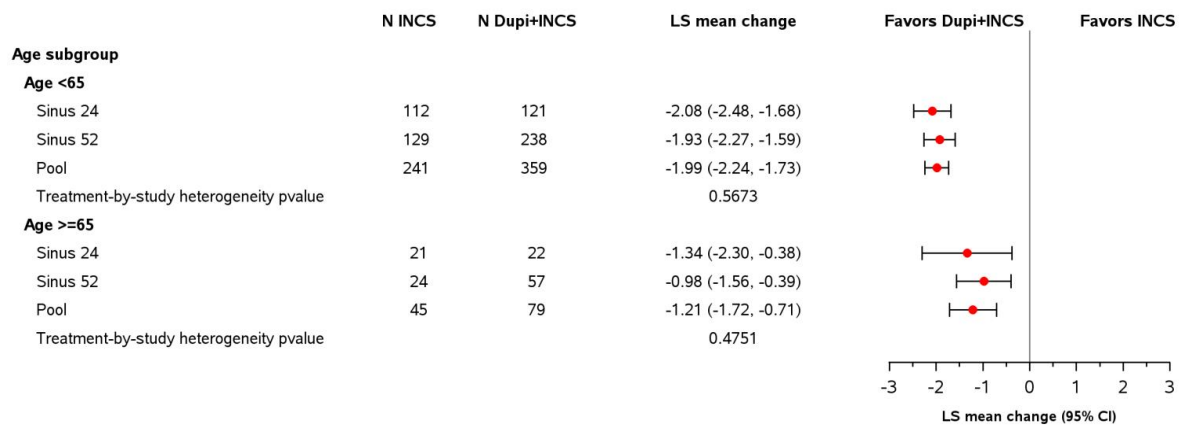 N INCS N Dupi+INCS LS mean change Favors Dupi+INCS Favors INCS
Age subgroup
Age <65
Sinus 24 112 121 -2.08 (-2.48, -1.68)
Sinus 52 129 238 -1.93 (-2.27, -1.59)
Pool 241 359 -1.99 (-2.24, -1.73)
Treatment-by-study heterogeneity pvalue 0.5673
Age >=65
Sinus 24 21 22 -1.34 (-2.30, -0.38)
Sinus 52 24 57 -0.98 (-1.56, -0.39)
Pool 45 79 -1.21 (-1.72, -0.71)
Treatment-by-study heterogeneity pvalue 0.4751
-3 -2 -1 0 1 2 3
LS mean change (95% CI)